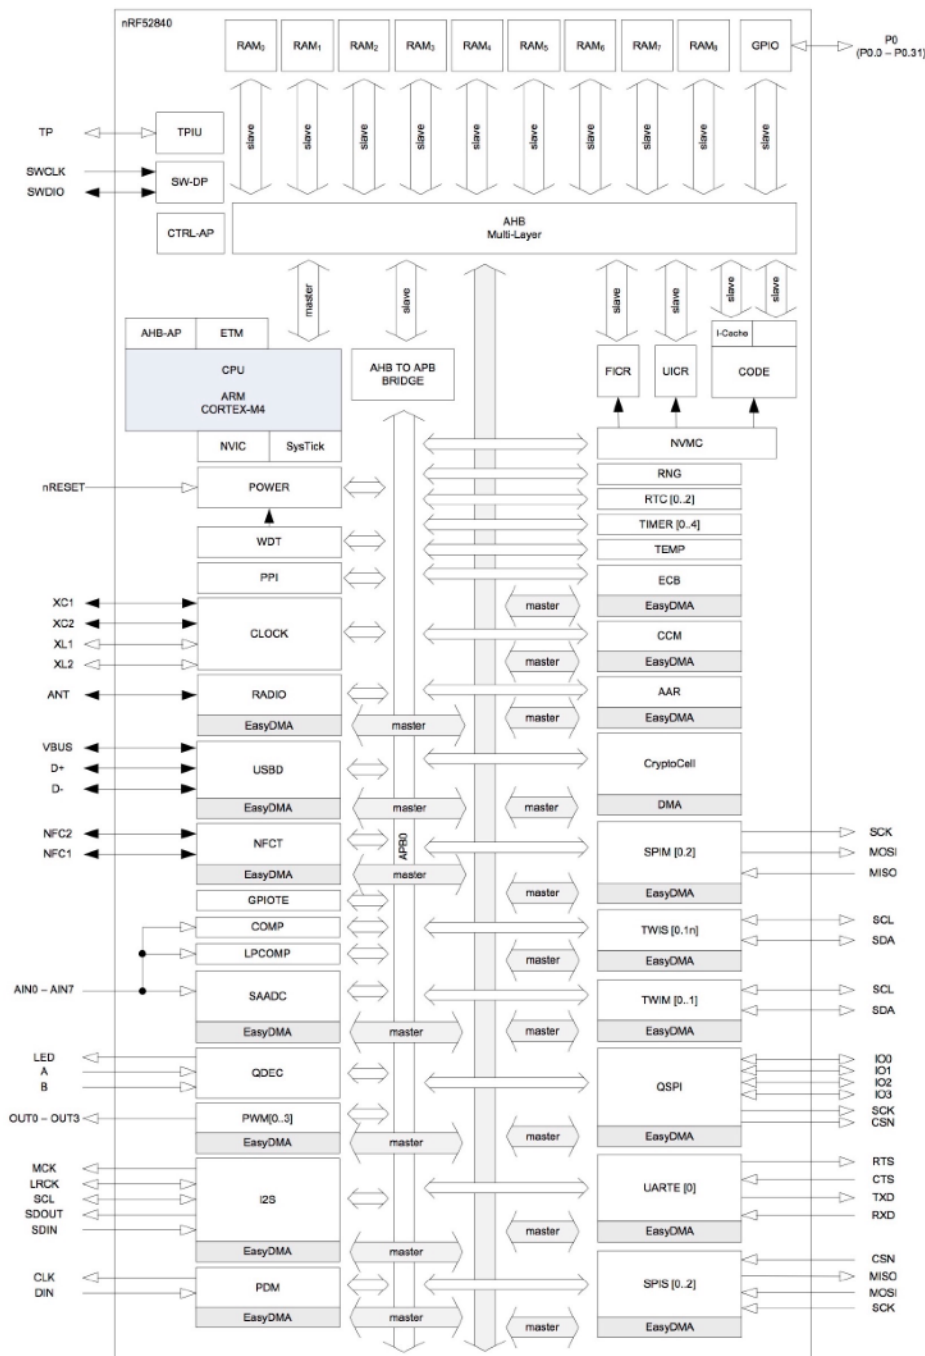 nRF52840
RAM0
RAM1
RAM2
RAM3
RAM4
RAM5
RAM6
RAM7
RAM8
GPIO
P0
(P0.0 – P0.31)
slave
slave
slave
slave
slave
slave
slave
slave
slave
slave
TP
TPIU
SWCLK
SWDIO
SW-DP
CTRL-AP
AHB
Multi-Layer
master
slave
slave
slave
slave
slave
AHB-AP
ETM
I-Cache
CPU
ARM
CORTEX-M4
AHB TO APB
BRIDGE
FICR
UICR
CODE
NVIC
SysTick
NVMC
nRESET
POWER
RNG
RTC [0..2]
WDT
TIMER [0..4]
TEMP
PPI
ECB
EasyDMA
master
XC1
XC2
XL1
XL2
CLOCK
CCM
EasyDMA
master
ANT
RADIO
EasyDMA
master
AAR
EasyDMA
master
VBUS
D+
D-
USBD
EasyDMA
master
CryptoCell
DMA
master
APB0
NFC2
NFC1
NFCT
EasyDMA
master
SPIM [0.2]
EasyDMA
master
SCK
MOSI
MISO
GPIOTE
COMP
LPCOMP
TWIS [0.1n]
EasyDMA
master
SCL
SDA
AIN0 – AIN7
SAADC
EasyDMA
master
TWIM [0..1]
EasyDMA
master
SCL
SDA
LED
A
B
QDEC
QSPI
EasyDMA
master
IO0
IO1
IO2
IO3
SCK
CSN
OUT0 – OUT3
PWM[0..3]
EasyDMA
master
MCK
LRCK
SCL
SDOUT
SDIN
I2S
EasyDMA
master
UARTE [0]
EasyDMA
master
RTS
CTS
TXD
RXD
CLK
DIN
PDM
EasyDMA
master
SPIS [0..2]
EasyDMA
master
CSN
MISO
MOSI
SCK